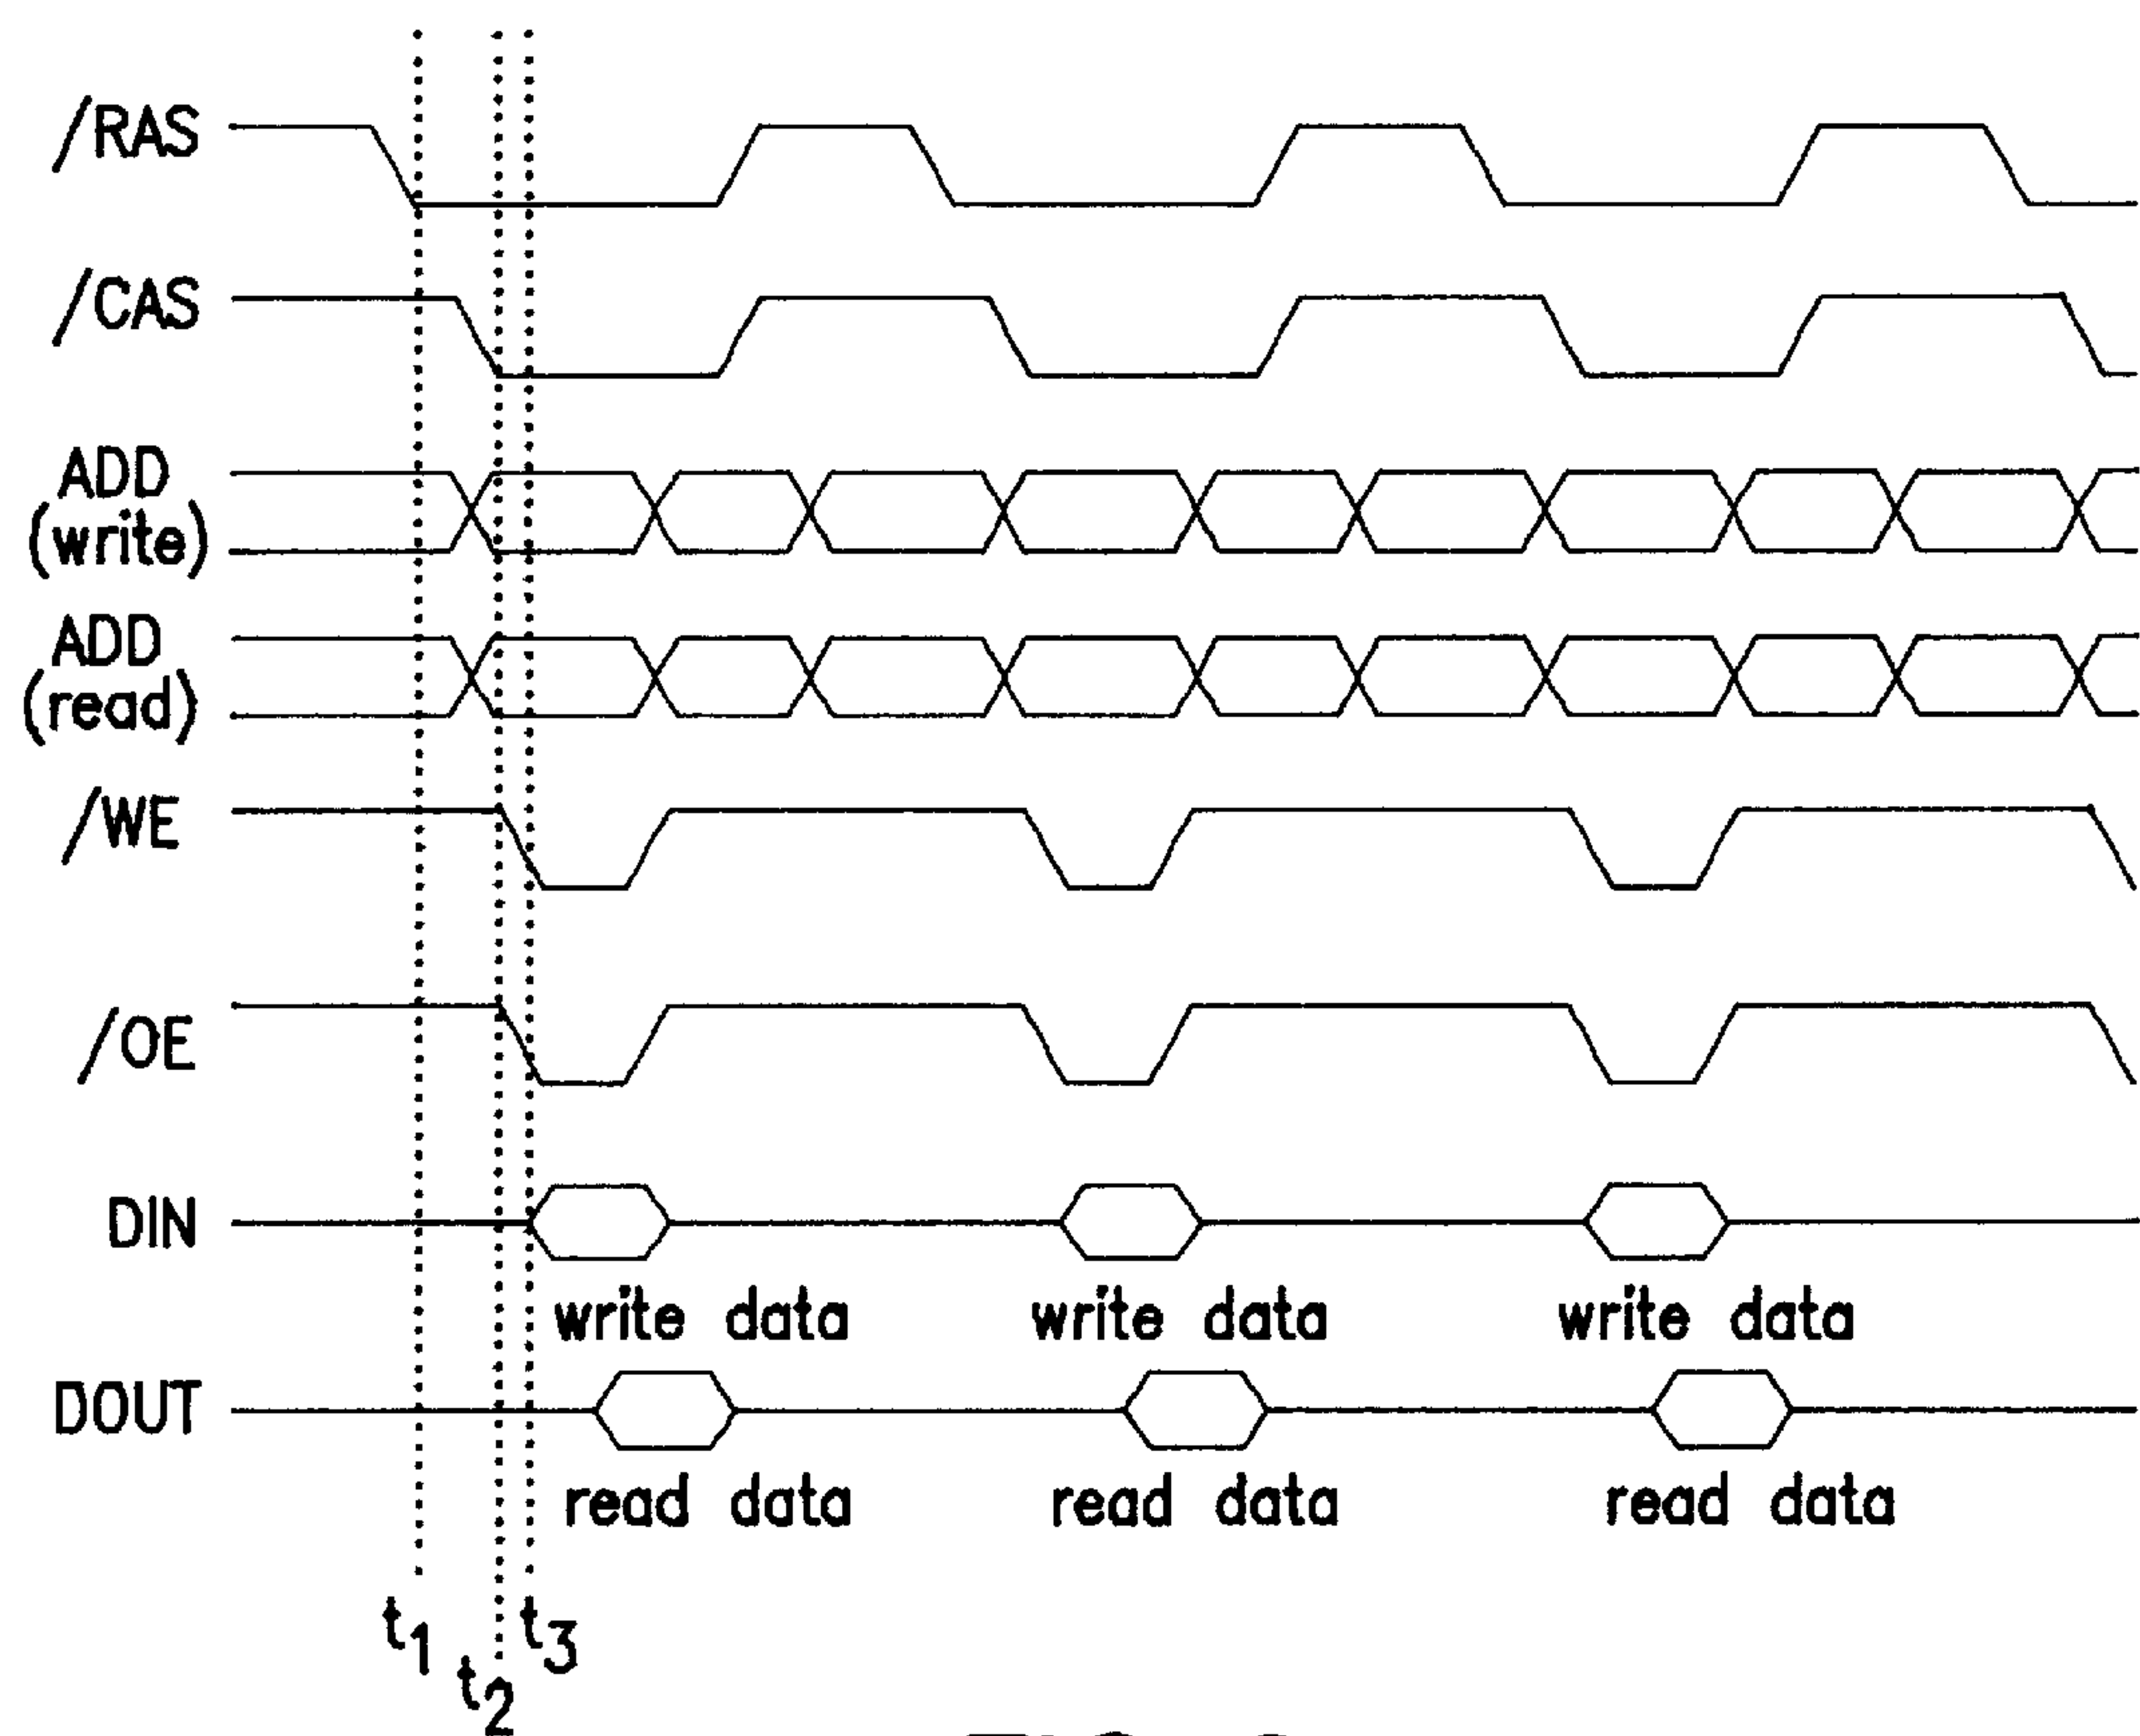 /RAS
/CAS
ADD
(write)
ADD
(read)
/WE
/OE
DIN
write data write data write data
DOUT
read data read data read data
t1
t2
t3